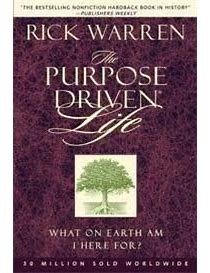 "THE BESTSELLING NONFICTION HARDBACK BOOK IN HISTORY"
—PUBLISHERS WEEKLY
RICK WARREN
The
PURPOSE
DRIVEN®
Life
WHAT ON EARTH AM
I HERE FOR?
30 MILLION SOLD WORLDWIDE